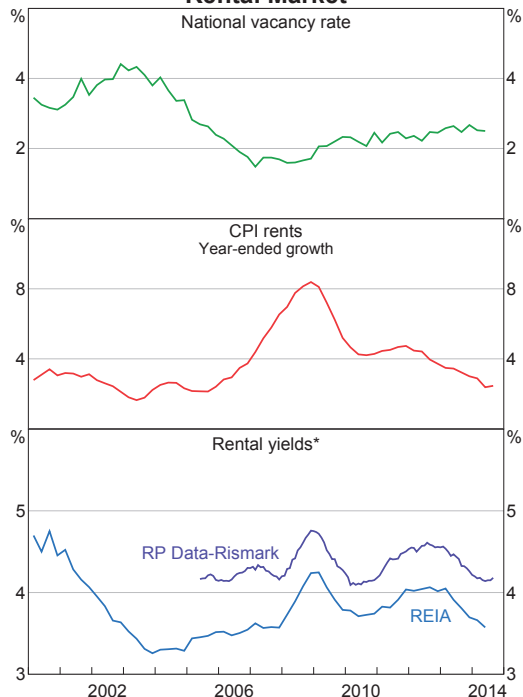 Rental Market
National vacancy rate
% %
4 4
2 2
CPI rents
Year-ended growth
% %
8 8
4 4
Rental yields*
% %
5 5
RP Data-Rismark
4 4
REIA
3 3
2002 2006 2010 2014